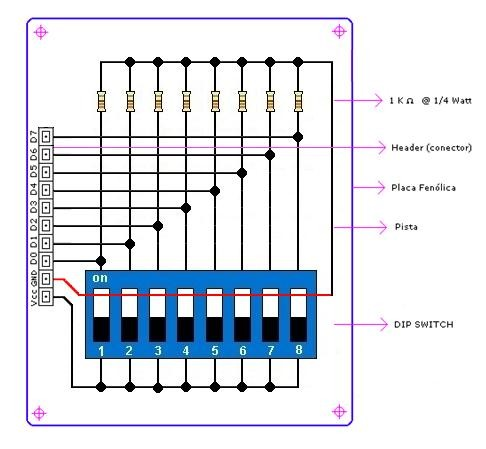 1 K Ω @ 1/4 Watt
D7
Header (conector)
D6
D5
D4
Placa Fenólica
D3
D2
Pista
D1
D0
GND
on
Vcc
DIP SWITCH
1 2 3 4 5 6 7 8